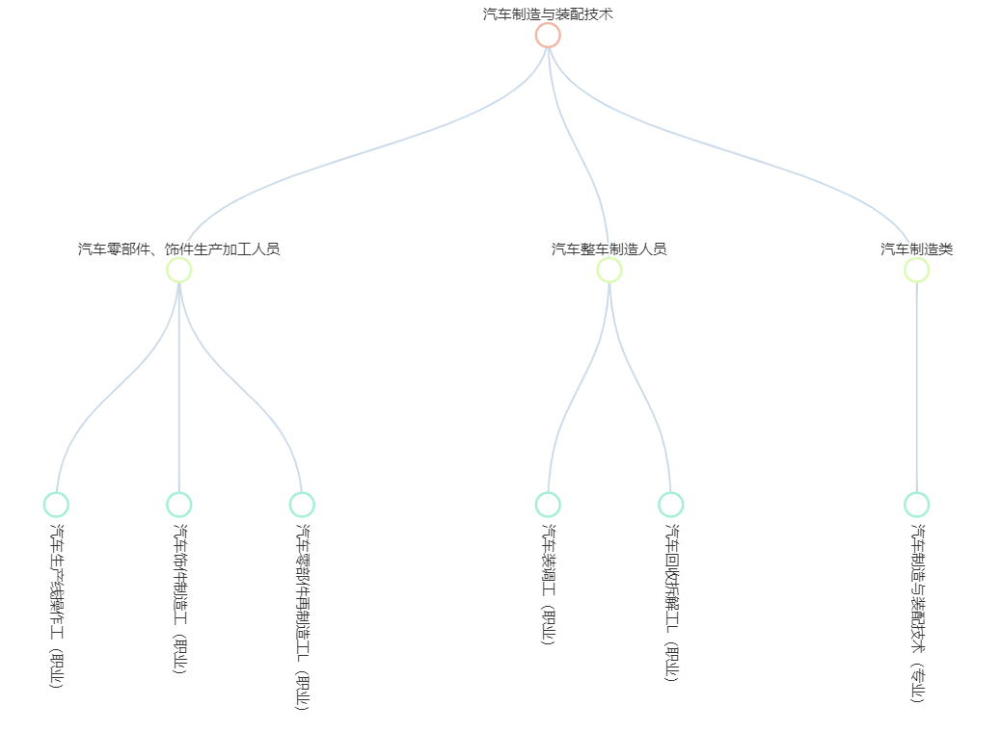 汽车制造与装配技术
汽车零部件、饰件生产加工人员
汽车整车制造人员
汽车制造类
汽车生产线操作工（职业）
汽车饰件制造工（职业）
汽车零部件再制造工L（职业）
汽车装调工（职业）
汽车回收拆解工L（职业）
汽车制造与装配技术（专业）